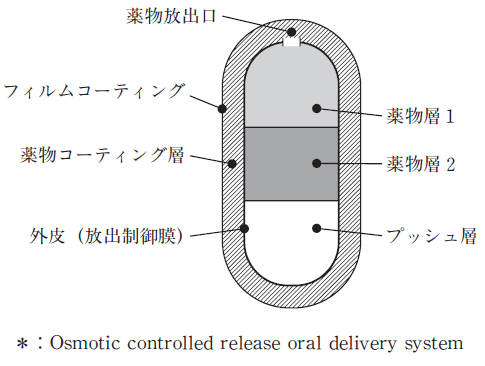 薬物放出口
フィルムコーティング
薬物層1
薬物コーティング層
薬物層2
外皮（放出制御膜）
プッシュ層
＊：Osmotic controlled release oral delivery system